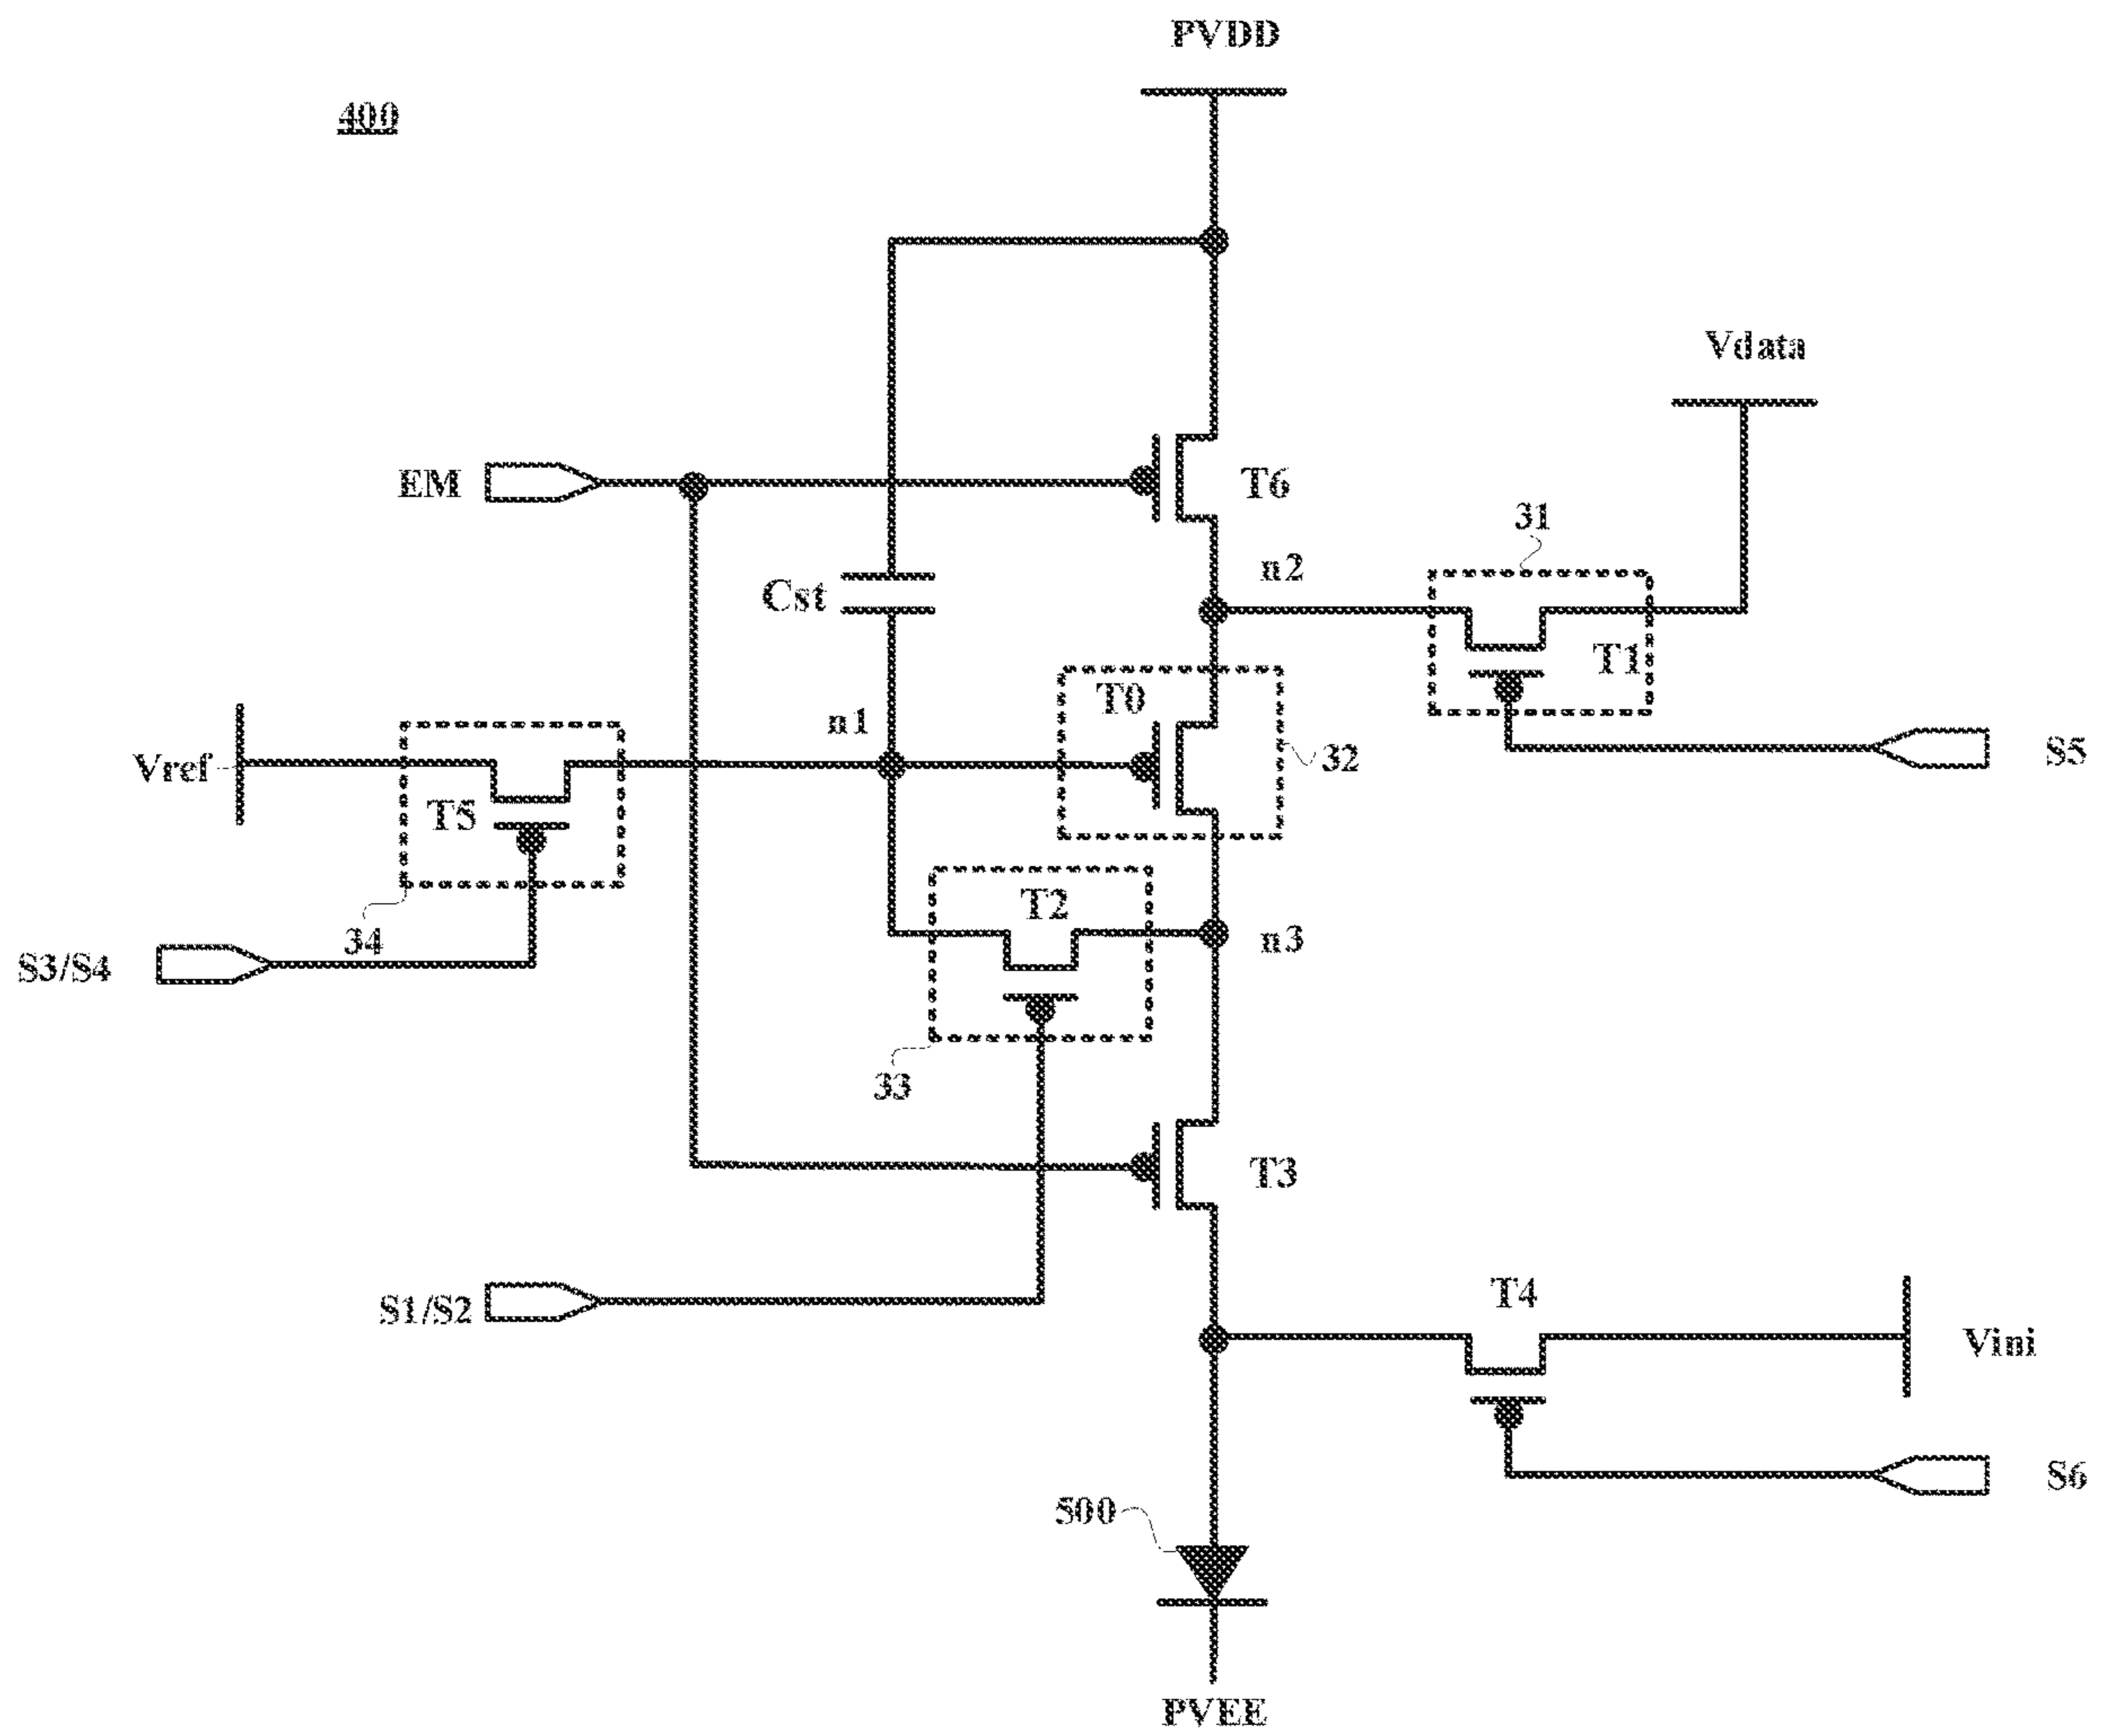 PVDD
400
Vdata
EM
T6
31
n2
Cst
T1
T0
n1
Vref
32
S5
T5
T2
34
n3
S3/S4
33
T3
T4
S1/S2
Vini
S6
500
PVEE